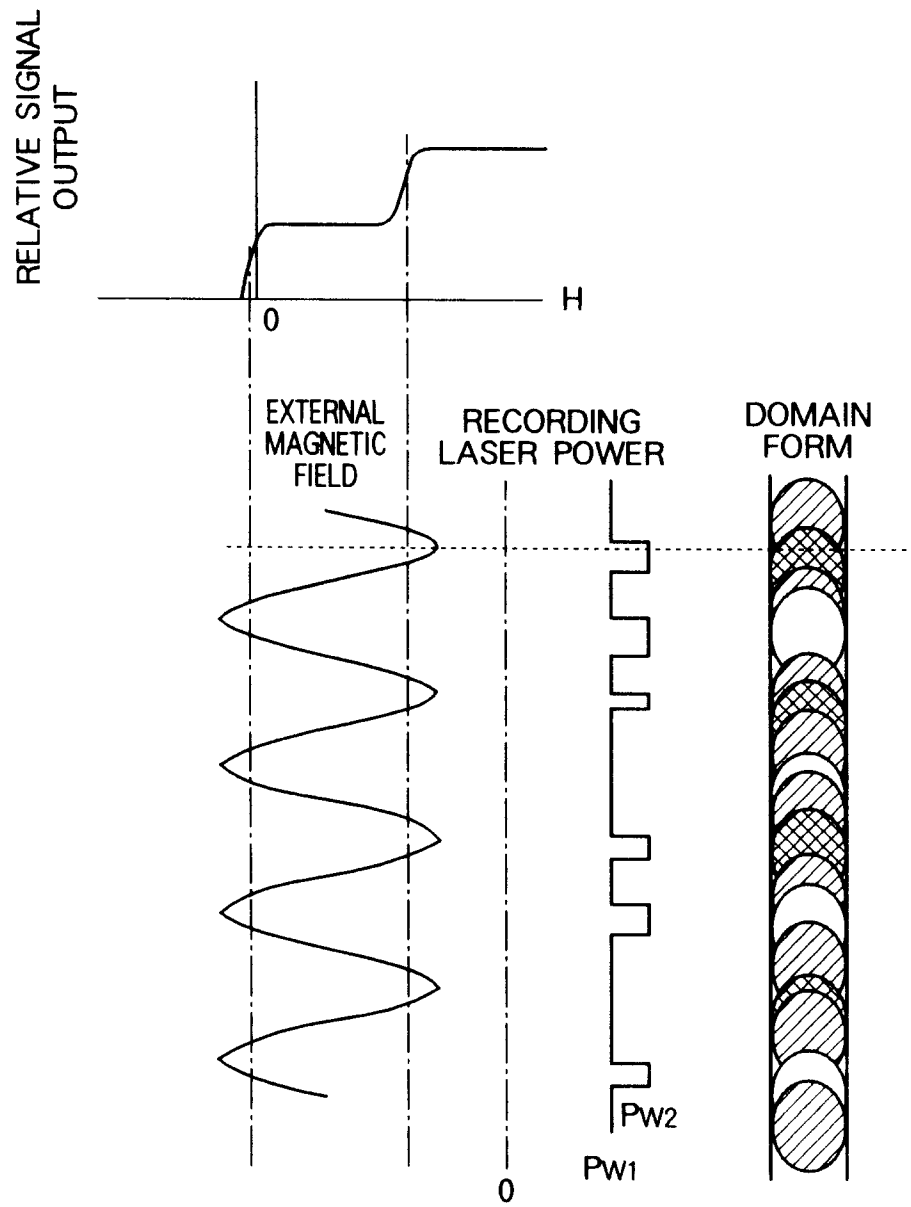 RELATIVE SIGNAL
OUTPUT
0
H
EXTERNAL
MAGNETIC
FIELD
RECORDING
LASER POWER
DOMAIN
FORM
PW2
PW1
0